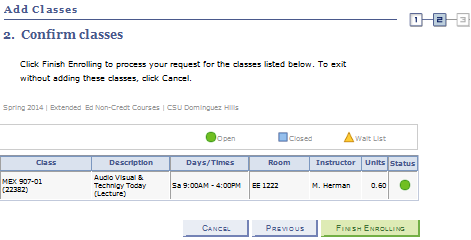 Add Classes
1 2 3
2. Confirm classes
Click Finish Enrolling to process your request for the classes listed below. To exit
without adding these classes, click Cancel.
Spring 2014 | Extended Ed Non-Credt Courses | CSU Dominguez Hills
Open Closed Wait List
Class Description Days/Times Room Instructor Units Status
MEX 907-01
(22382)
Audio Visual &
Technlgy Today
(Lecture)
Sa 9:00AM - 4:00PM
EE 1222
M. Herman
0.60
CANCEL PREVIOUS FINISH ENROLLING